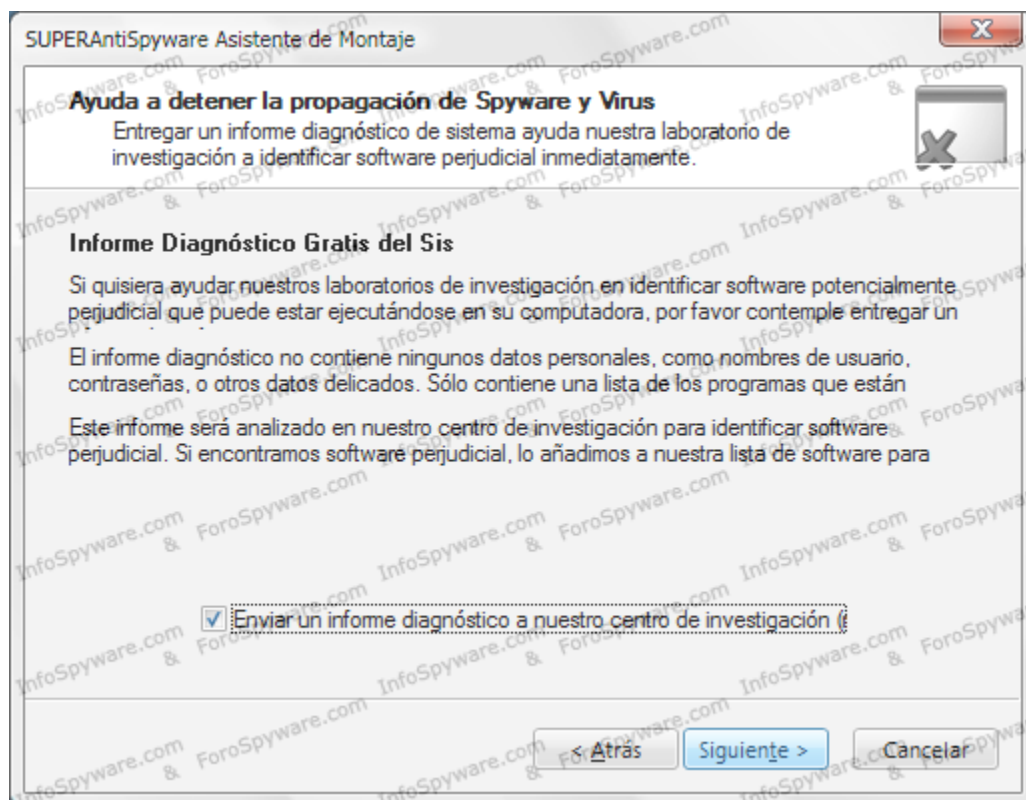 SUPERAntiSpyware Asistente de Montaje
Ayuda a detener la propagación de Spyware y Virus
Entregar un informe diagnóstico de sistema ayuda nuestra laboratorio de
investigación a identificar software perjudicial inmediatamente.
Informe Diagnóstico Gratis del Sis
Si quisiera ayudar nuestros laboratorios de investigación en identificar software potencialmente
perjudicial que puede estar ejecutándose en su computadora, por favor contemple entregar un
El informe diagnóstico no contiene ningunos datos personales, como nombres de usuario,
contraseñas, o otros datos delicados. Sólo contiene una lista de los programas que están
Este informe será analizado en nuestro centro de investigación para identificar software
perjudicial. Si encontramos software perjudicial, lo añadimos a nuestra lista de software para
Enviar un informe diagnóstico a nuestro centro de investigación (
< Atrás
Siguiente >
Cancelar
InfoSpyware.com & ForoSpyware.com